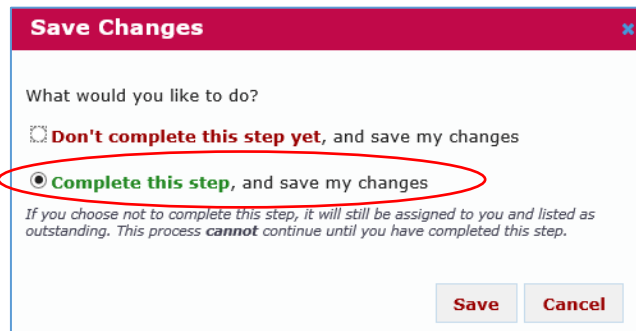 Save Changes
What would you like to do?
Don't complete this step yet, and save my changes
Complete this step, and save my changes
If you choose not to complete this step, it will still be assigned to you and listed as
outstanding. This process cannot continue until you have completed this step.
Save Cancel